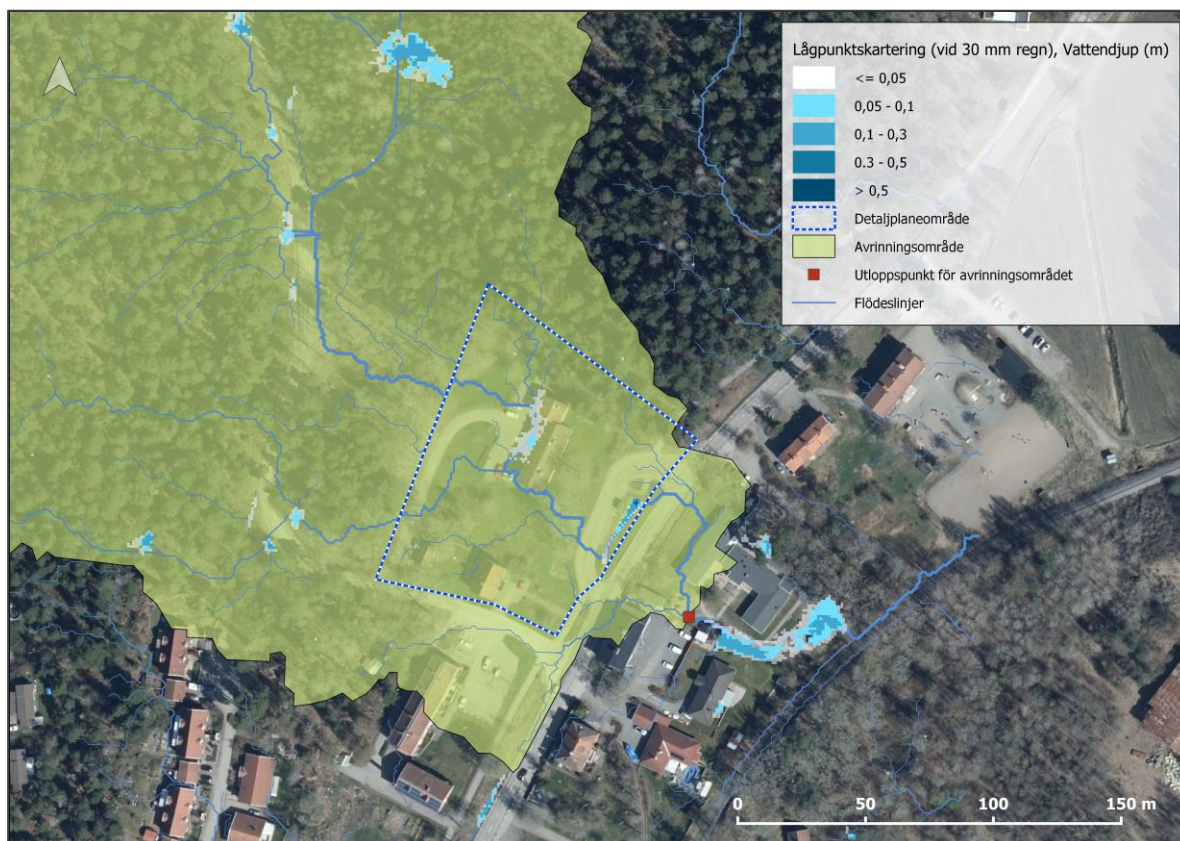 Lågpunktskartering (vid 30 mm regn), Vattendjup (m)
<= 0,05
0,05 - 0,1
0,1 - 0,3
0.3 - 0,5
> 0,5
Detaljplaneområde
Avrinningsområde
Utloppspunkt för avrinningsområdet
Flödeslinjer
0 50 100 150 m